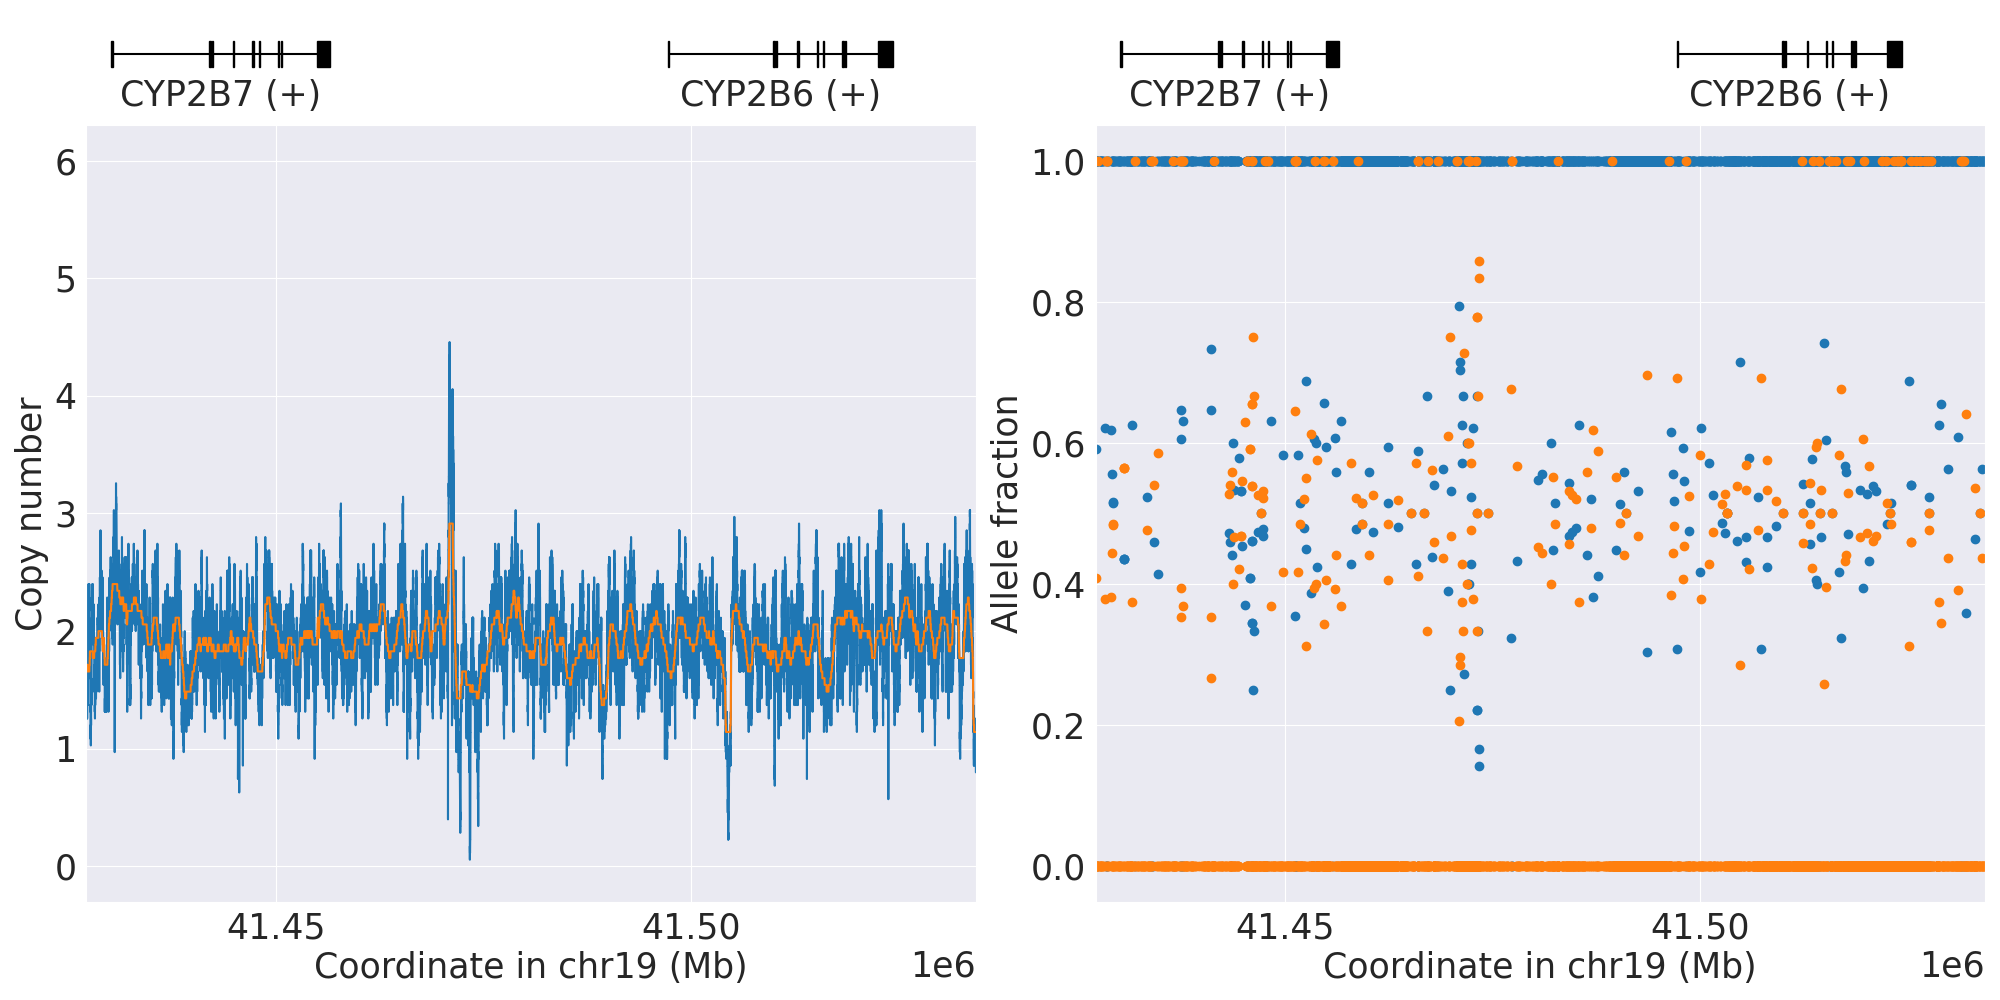 CYP2B7 (+)
CYP2B6 (+)
6
5
4
3
2
1
0
Copy number
41.45
41.50
Coordinate in chr19 (Mb)
1e6
CYP2B7 (+)
CYP2B6 (+)
1.0
0.8
0.6
0.4
0.2
0.0
Allele fraction
41.45
41.50
Coordinate in chr19 (Mb)
1e6